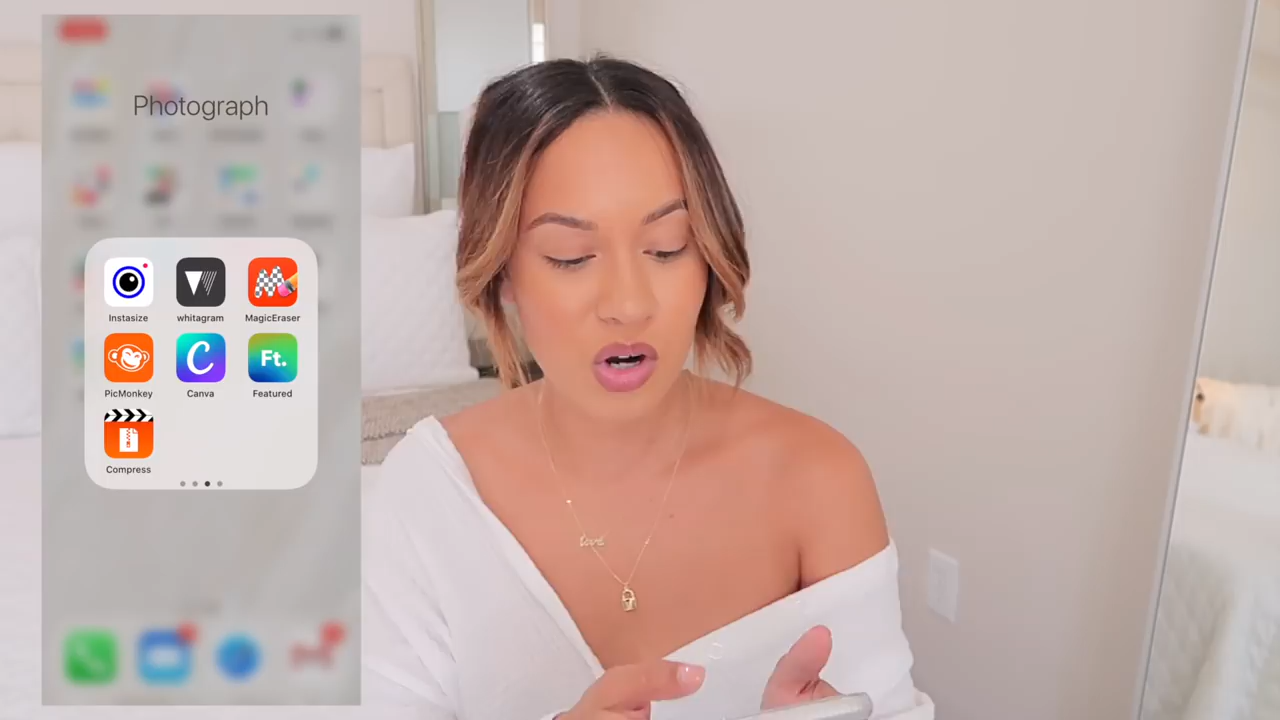 Photograph
Instasize
whitagram
MagicEraser
PicMonkey
C
Canva
Ft.
Featured
Compress
love